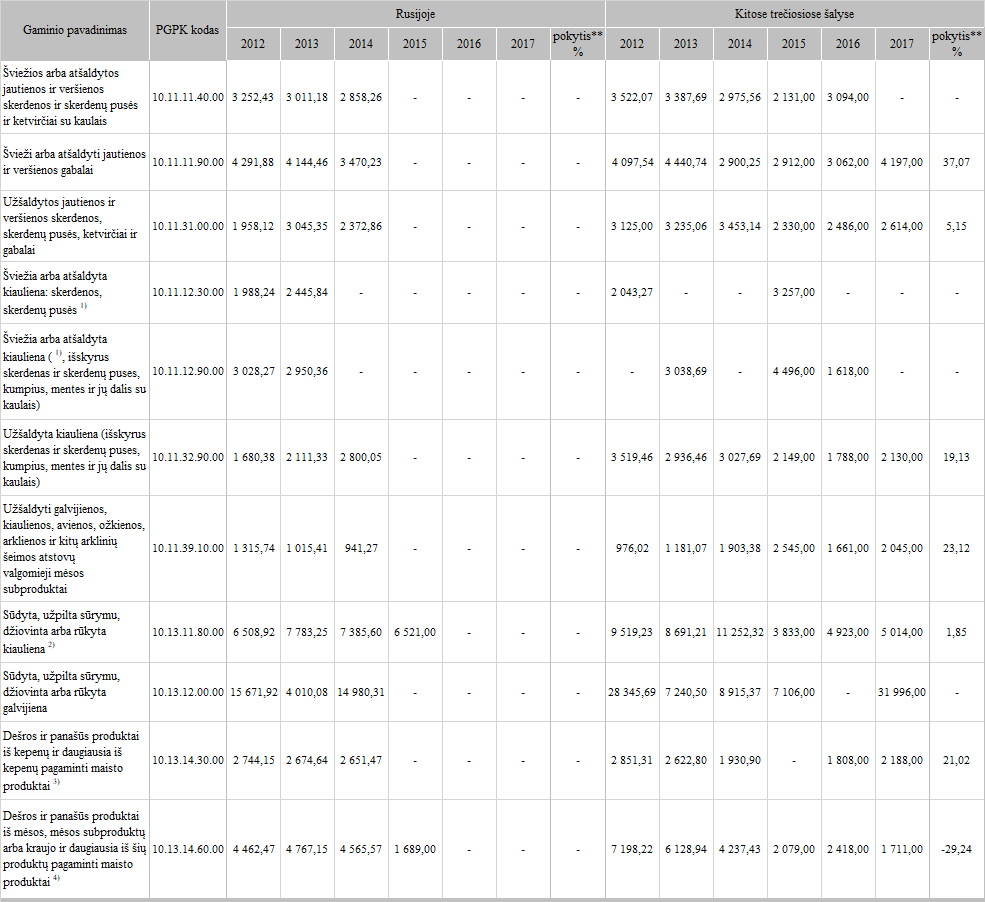 Gaminio pavadinimas PGPK kodas Rusijoje Kitose trečiosiose šalyse
2012 2013 2014 2015 2016 2017 pokytis** % 2012 2013 2014 2015 2016 2017 pokytis** %
Šviežios arba atšaldytos
jautienos ir veršienos
skerdenos ir skerdenų pusės
ir ketvirčiai su kaulais
10.11.11.40.00 3 252,43 3 011,18 2 858,26 - - - - 3 522,07 3 387,69 2 975,56 2 131,00 3 094,00 - -
Švieži arba atšaldyti jautienos
ir veršienos gabalai
10.11.11.90.00 4 291,88 4 144,46 3 470,23 - - - - 4 097,54 4 440,74 2 900,25 2 912,00 3 062,00 4 197,00 37,07
Užšaldytos jautienos ir
veršienos skerdenos,
skerdenų pusės, ketvirčiai ir
gabalai
10.11.31.00.00 1 958,12 3 045,35 2 372,86 - - - - 3 125,00 3 235,06 3 453,14 2 330,00 2 486,00 2 614,00 5,15
Šviežia arba atšaldyta
kiauliena: skerdenos,
skerdenų pusės 1)
10.11.12.30.00 1 988,24 2 445,84 - - - - - 2 043,27 - - 3 257,00 - - -
Šviežia arba atšaldyta
kiauliena ( 1), išskyrus
skerdenas ir skerdenų puses,
kumpius, mentes ir jų dalis su
kaulais)
10.11.12.90.00 3 028,27 2 950,36 - - - - - - 3 038,69 - 4 496,00 1 618,00 - -
Užšaldyta kiauliena (išskyrus
skerdenas ir skerdenų puses,
kumpius, mentes ir jų dalis su
kaulais)
10.11.32.90.00 1 680,38 2 111,33 2 800,05 - - - - 3 519,46 2 936,46 3 027,69 2 149,00 1 788,00 2 130,00 19,13
Užšaldyti galvijienos,
kiaulienos, avienos, ožkienos,
arklienos ir kitų arklinių
šeimos atstovų
valgomieji mėsos
subproduktai
10.11.39.10.00 1 315,74 1 015,41 941,27 - - - - 976,02 1 181,07 1 903,38 2 545,00 1 661,00 2 045,00 23,12
Sūdyta, užpilta sūrymu,
džiovinta arba rūkyta
kiauliena 2)
10.13.11.80.00 6 508,92 7 783,25 7 385,60 6 521,00 - - - 9 519,23 8 691,21 11 252,32 3 833,00 4 923,00 5 014,00 1,85
Sūdyta, užpilta sūrymu,
džiovinta arba rūkyta
galvijiena
10.13.12.00.00 15 671,92 4 010,08 14 980,31 - - - - 28 345,69 7 240,50 8 915,37 7 106,00 - 31 996,00 -
Dešros ir panašūs produktai
iš kepenų ir daugiausia iš
kepenų pagaminti maisto
produktai 3)
10.13.14.30.00 2 744,15 2 674,64 2 651,47 - - - - 2 851,31 2 622,80 1 930,90 - 1 808,00 2 188,00 21,02
Dešros ir panašūs produktai
iš mėsos, mėsos subproduktų
arba kraujo ir daugiausia iš šių
produktų pagaminti maisto
produktai 4)
10.13.14.60.00 4 462,47 4 767,15 4 565,57 1 689,00 - - - 7 198,22 6 128,94 4 237,43 2 079,00 2 418,00 1 711,00 -29,24